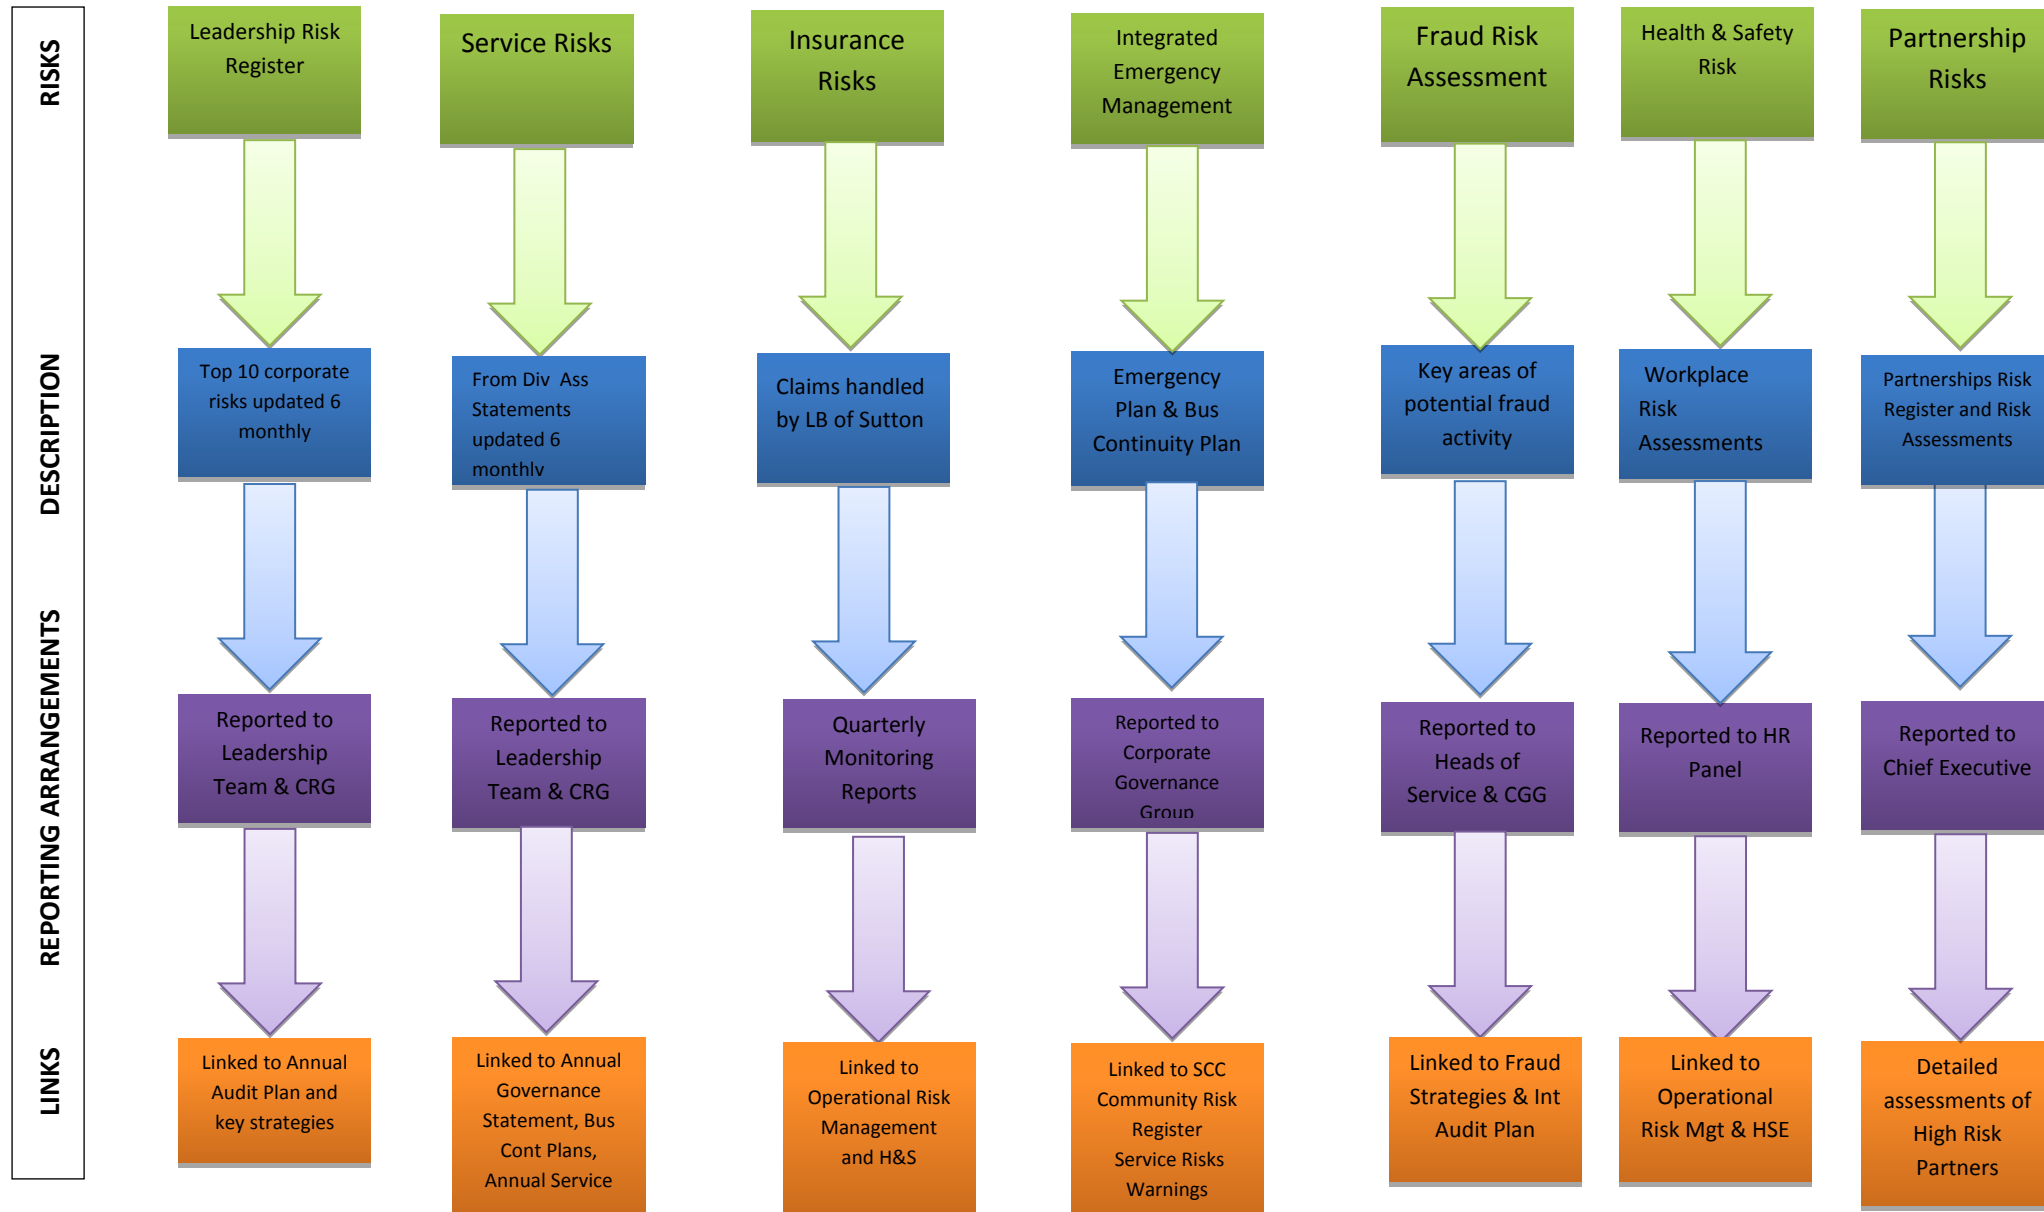 RISKS
Leadership Risk
Register
Service Risks
Insurance
Risks
Integrated
Emergency
Management
Fraud Risk
Assessment
Health & Safety
Risk
Partnership
Risks
DESCRIPTION
Top 10 corporate
risks updated 6
monthly
From Div Ass
Statements
updated 6
monthly
Claims handled
by LB of Sutton
Emergency
Plan & Bus
Continuity Plan
Key areas of
potential fraud
activity
Workplace
Risk
Assessments
Partnerships Risk
Register and Risk
Assessments
REPORTING ARRANGEMENTS
Reported to
Leadership
Team & CRG
Reported to
Leadership
Team & CRG
Quarterly
Monitoring
Reports
Reported to
Corporate
Governance
Group
Reported to
Heads of
Service & CGG
Reported to HR
Panel
Reported to
Chief Executive
LINKS
Linked to Annual
Audit Plan and
key strategies
Linked to Annual
Governance
Statement, Bus
Cont Plans,
Annual Service
Linked to
Operational Risk
Management
and H&S
Linked to SCC
Community Risk
Register
Service Risks
Warnings
Linked to Fraud
Strategies & Int
Audit Plan
Linked to
Operational
Risk Mgt & HSE
Detailed
assessments of
High Risk
Partners